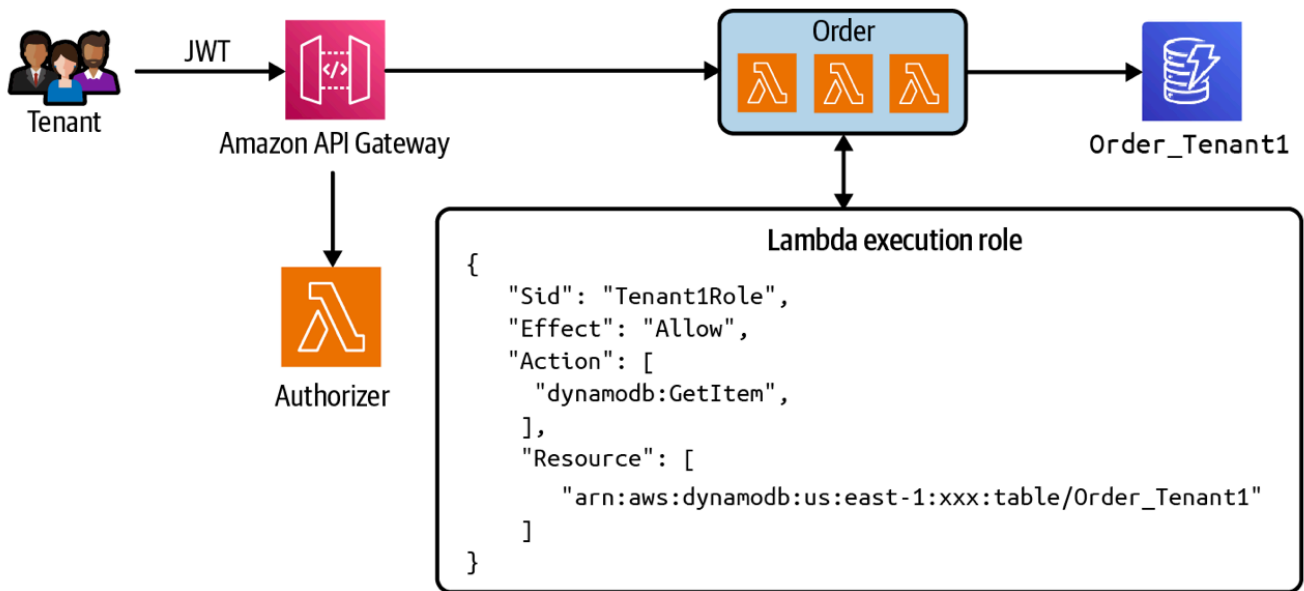 JWT
Order
Tenant
Amazon API Gateway
Order_Tenant1
Authorizer
Lambda execution role
{
"Sid": "Tenant1Role",
"Effect": "Allow",
"Action": [
"dynamodb:GetItem",
],
"Resource": [
"arn:aws:dynamodb:us:east-1:xxx:table/Order_Tenant1"
]
}